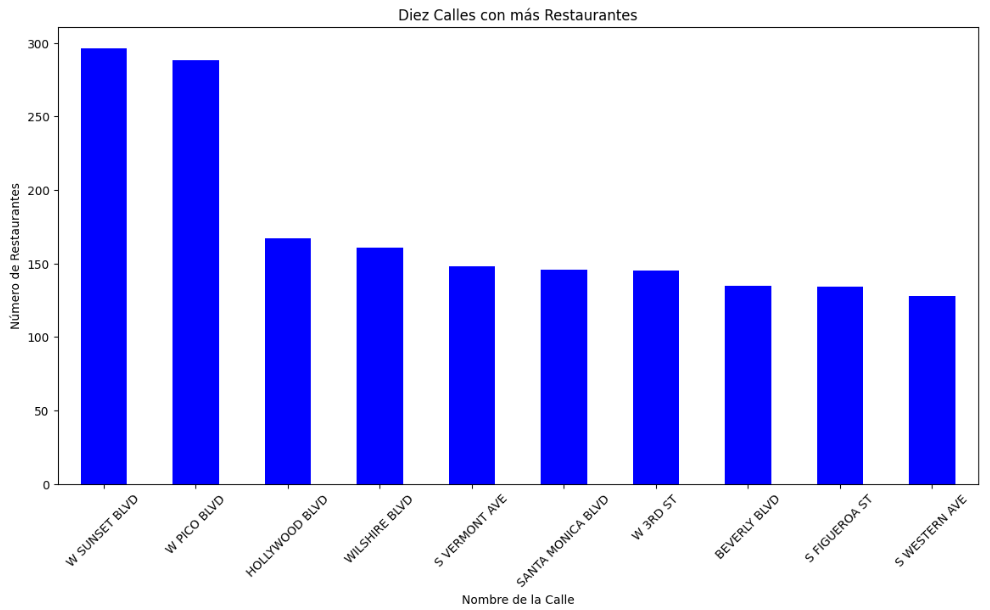 Diez Calles con más Restaurantes
300
250
200
150
100
50
0
Número de Restaurantes
W SUNSET BLVD
W PICO BLVD
HOLLYWOOD BLVD
WILSHIRE BLVD
S VERMONT AVE
SANTA MONICA BLVD
W 3RD ST
BEVERLY BLVD
S FIGUEROA ST
S WESTERN AVE
Nombre de la Calle